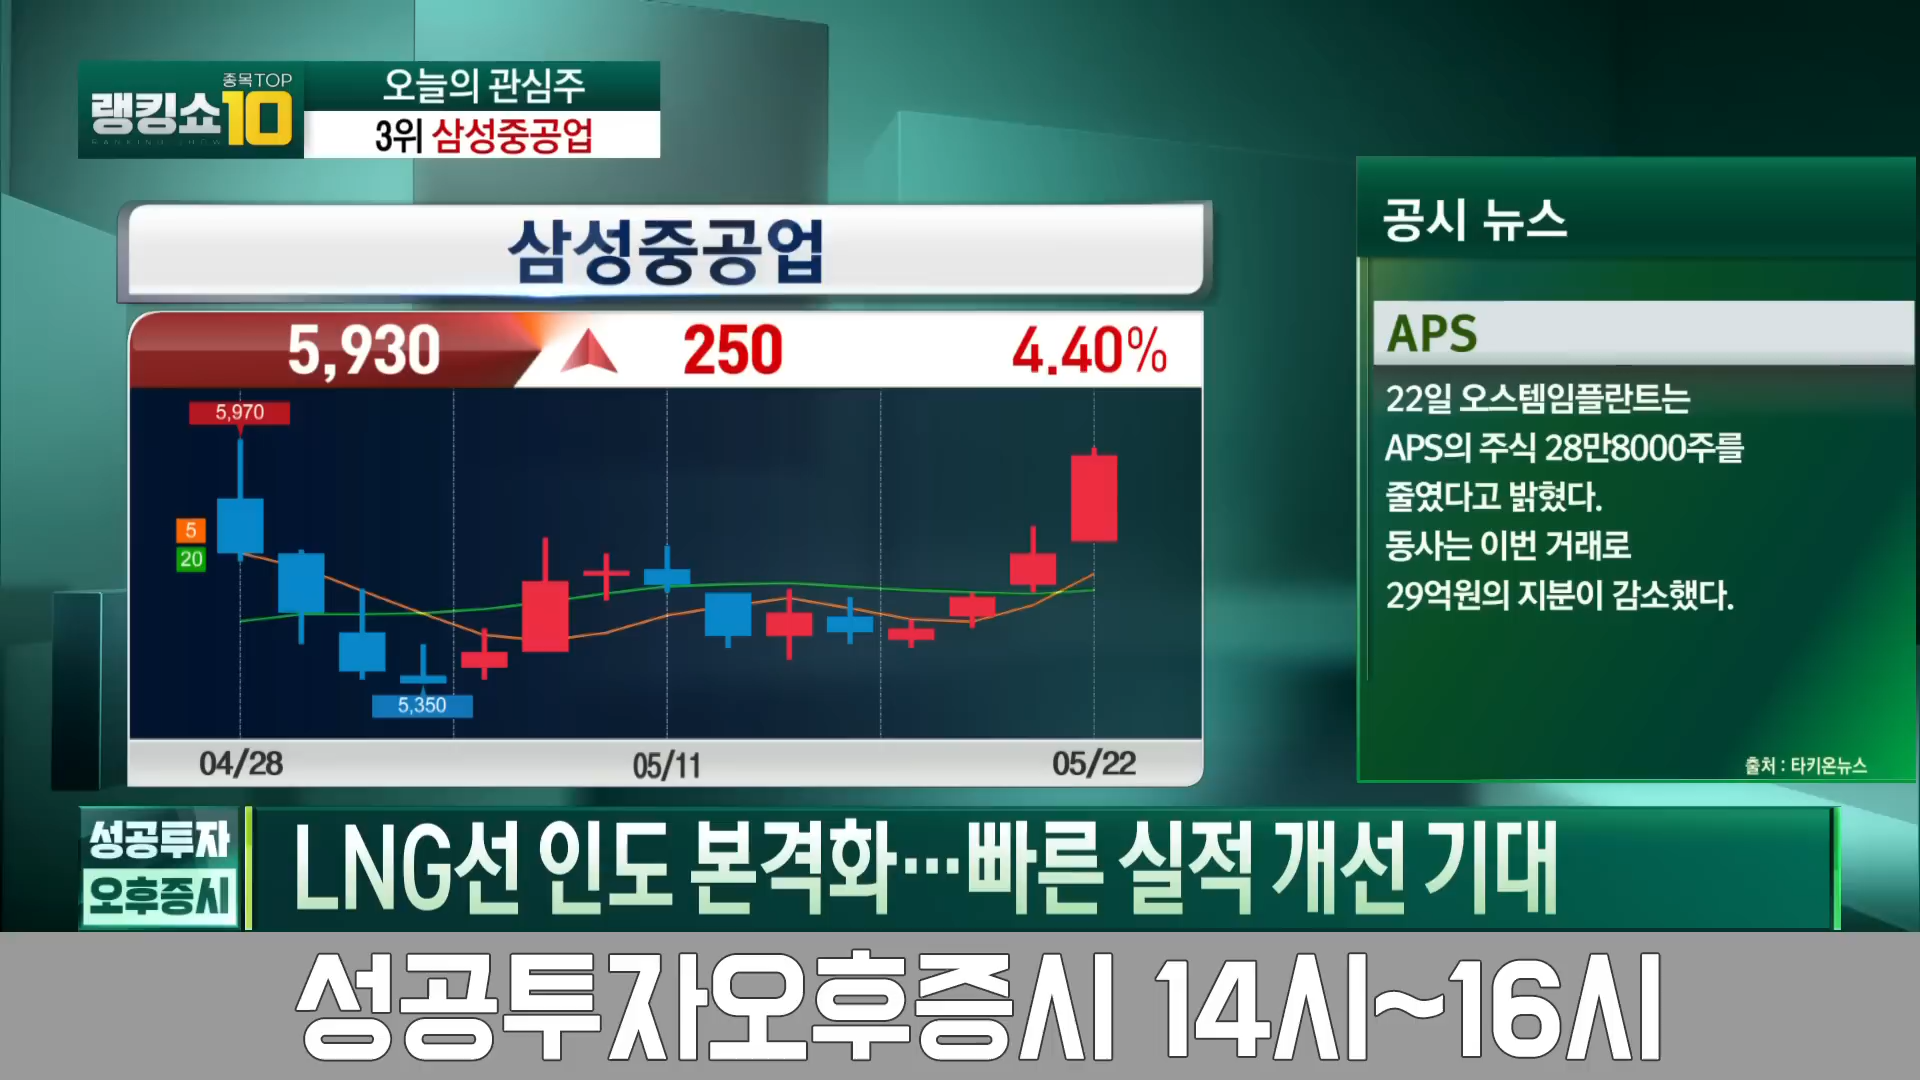 종목TOP
랭킹쇼10
RANKING SHOW
오늘의 관심주
3위 삼성중공업
삼성중공업
5,930 250 4.40%
5,970
5
20
5,350
04/28 05/11 05/22
공시 뉴스
APS
22일 오스템임플란트는
APS의 주식 28만8000주를
줄였다고 밝혔다.
동사는 이번 거래로
29억원의 지분이 감소했다.
출처 : 타키온뉴스
성공투자
오후증시
LNG선 인도 본격화…빠른 실적 개선 기대
성공투자오후증시 14시~16시